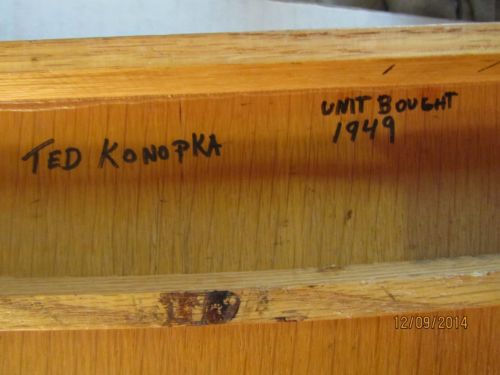 TED KONOPKA
UNIT BOUGHT
1949
12/09/2014